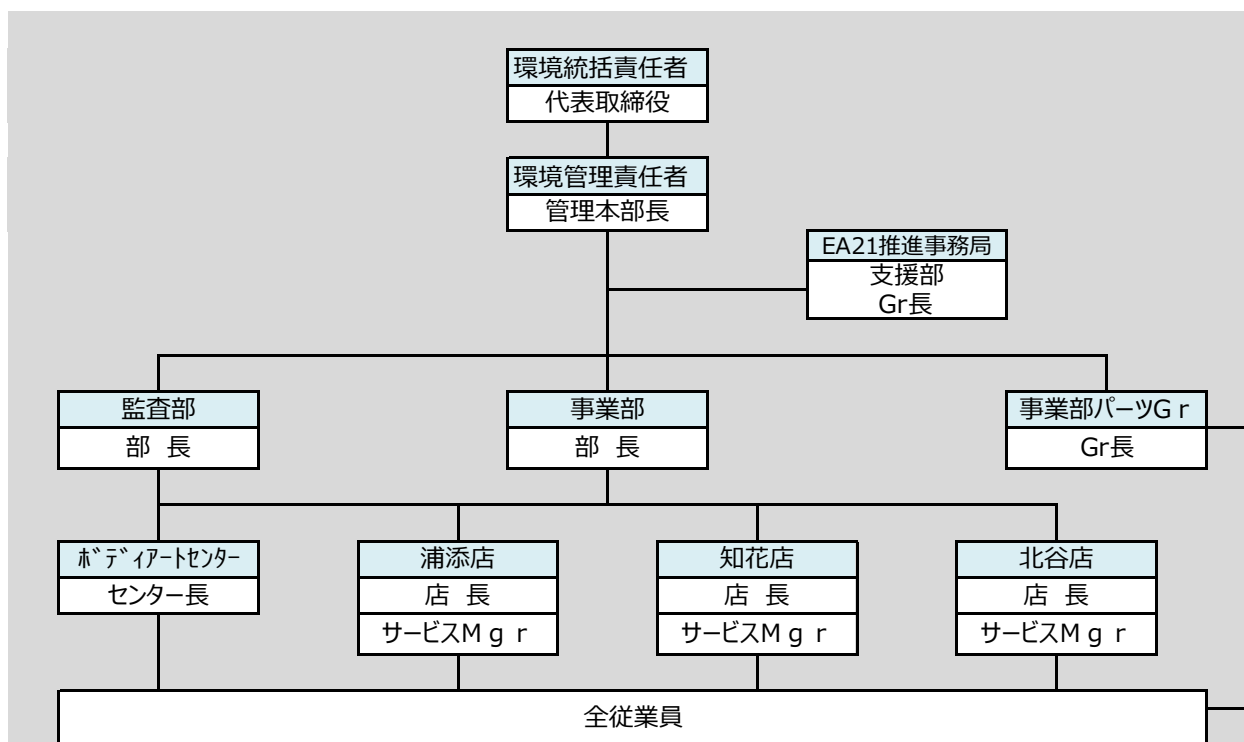 環境統括責任者
代表取締役
環境管理責任者
管理本部長
EA21推進事務局
支援部
Gr長
監査部
部 長
事業部
部 長
事業部パーツGr
Gr長
ﾎﾞﾃﾞｨアートセンター
センター長
浦添店
店 長
サービスMgr
知花店
店 長
サービスMgr
北谷店
店 長
サービスMgr
全従業員